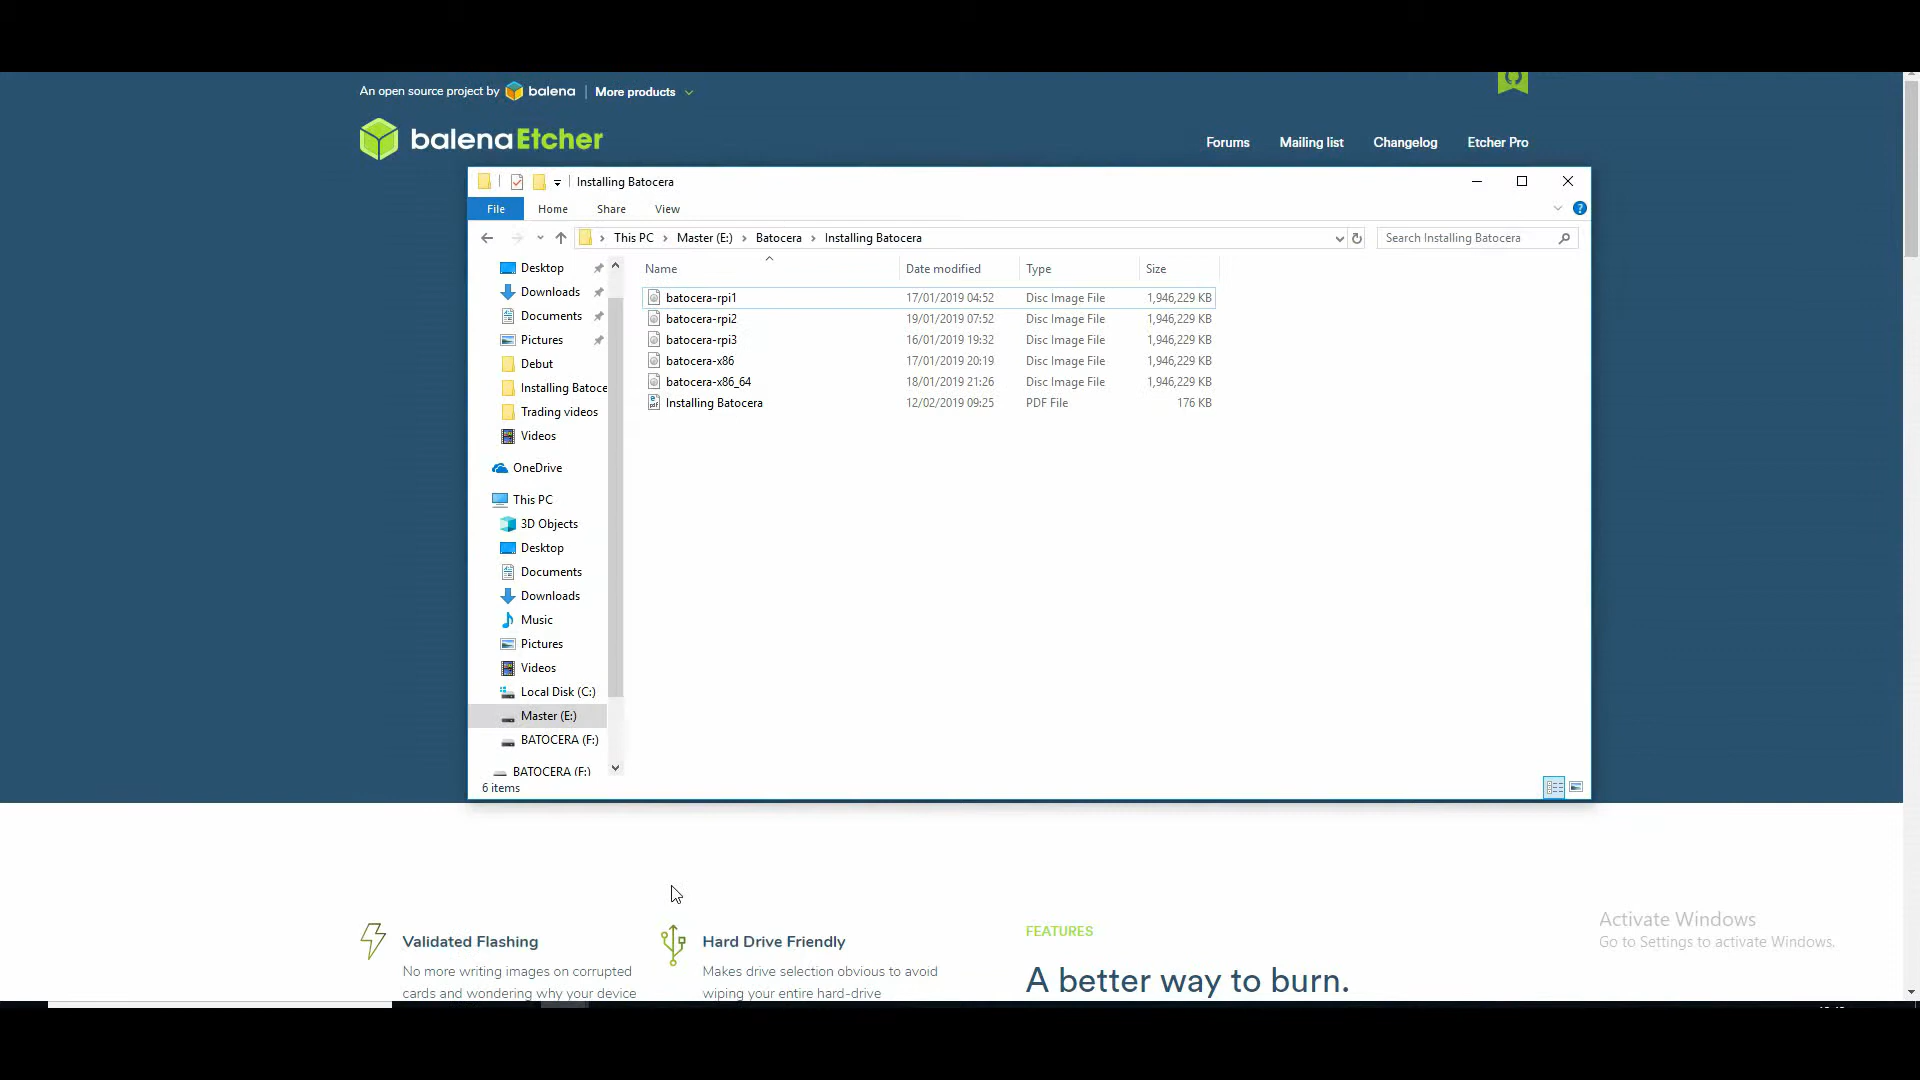 An open source project by balena | More products
balenaEtcher
Forums Mailing list Changelog Etcher Pro
Installing Batocera
File Home Share View
This PC > Master (E:) > Batocera > Installing Batocera
Search Installing Batocera
Name Date modified Type Size
batocera-rpi1 17/01/2019 04:52 Disc Image File 1,946,229 KB
batocera-rpi2 19/01/2019 07:52 Disc Image File 1,946,229 KB
batocera-rpi3 16/01/2019 19:32 Disc Image File 1,946,229 KB
batocera-x86 17/01/2019 20:19 Disc Image File 1,946,229 KB
batocera-x86_64 18/01/2019 21:26 Disc Image File 1,946,229 KB
Installing Batocera 12/02/2019 09:25 PDF File 176 KB
Desktop
Downloads
Documents
Pictures
Debut
Installing Batoce
Trading videos
Videos
OneDrive
This PC
3D Objects
Desktop
Documents
Downloads
Music
Pictures
Videos
Local Disk (C:)
Master (E:)
BATOCERA (F:)
BATOCERA (F:)
6 items
Validated Flashing
No more writing images on corrupted
cards and wondering why your device
Hard Drive Friendly
Makes drive selection obvious to avoid
wiping your entire hard-drive
FEATURES
A better way to burn.
Activate Windows
Go to Settings to activate Windows.